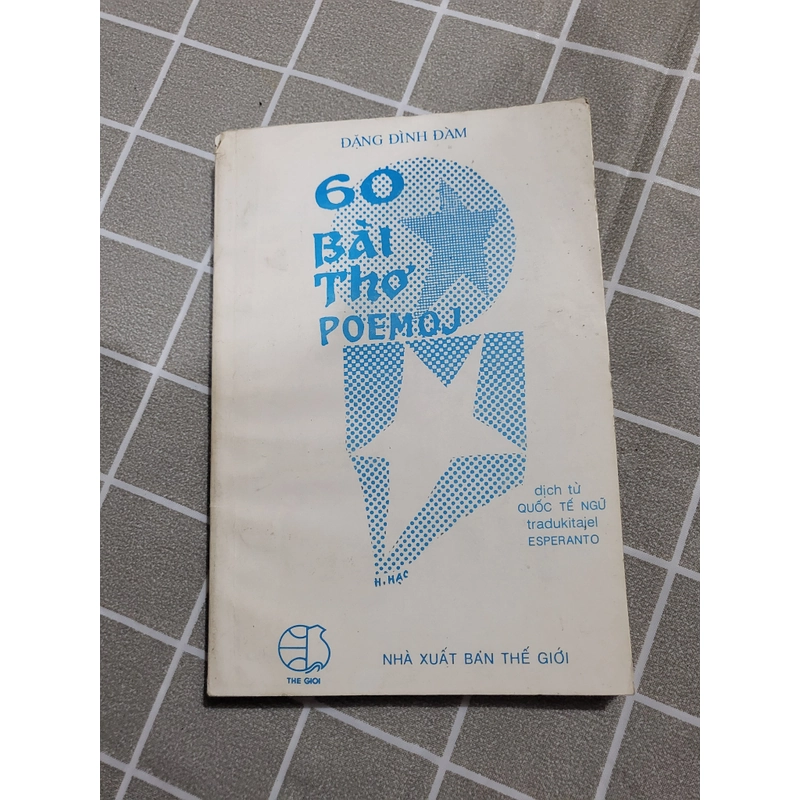 ĐẶNG ĐÌNH ĐÀM
60
BÀI
Thơ
POEMOJ
dịch từ
QUỐC TẾ NGỮ
tradukitajel
ESPERANTO
H. HẠC
THE GIOI
NHÀ XUẤT BẢN THẾ GIỚI